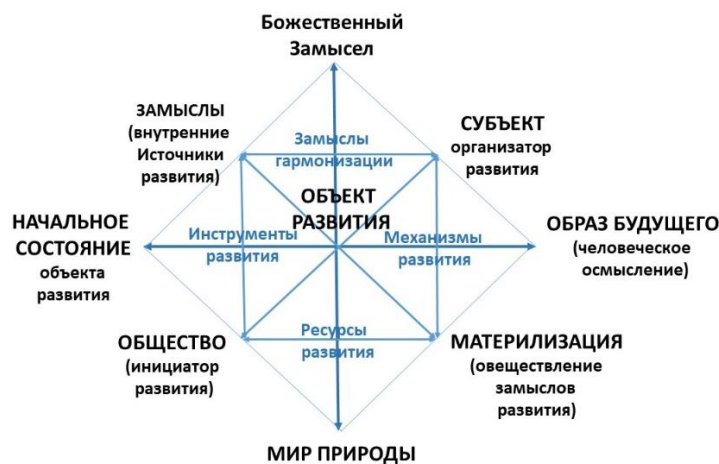 Божественный
Замысел
ЗАМЫСЛЫ
(внутренние
Источники
развития)
Замыслы
гармонизации
СУБЪЕКТ
организатор
развития
ОБЪЕКТ
РАЗВИТИЯ
НАЧАЛЬНОЕ
СОСТОЯНИЕ
объекта
развития
Инструменты
развития
Механизмы
развития
ОБРАЗ БУДУЩЕГО
(человеческое
осмысление)
ОБЩЕСТВО
(инициатор
развития)
Ресурсы
развития
МАТЕРИЛИЗАЦИЯ
(овеществление
замыслов
развития)
МИР ПРИРОДЫ